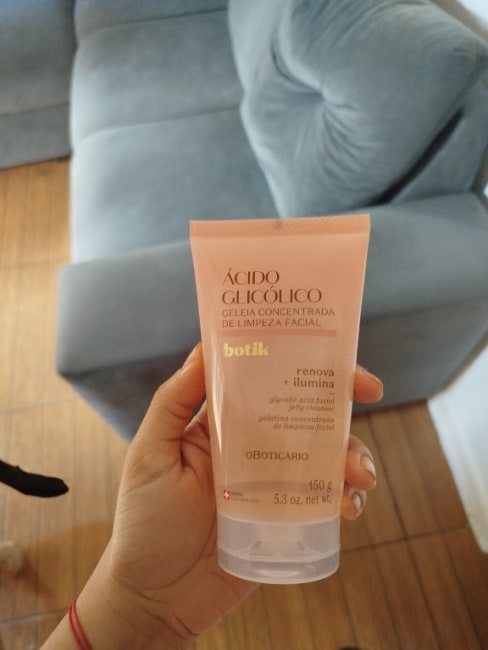 ÁCIDO
GLICÓLICO
GELEIA CONCENTRADA
DE LIMPEZA FACIAL
botik
renova
+ ilumina
glycolic acid facial
jelly cleanser
gelatina concentrada
de limpieza facial
oBOTICÁRIO
150 g
5.3 oz. net wt.